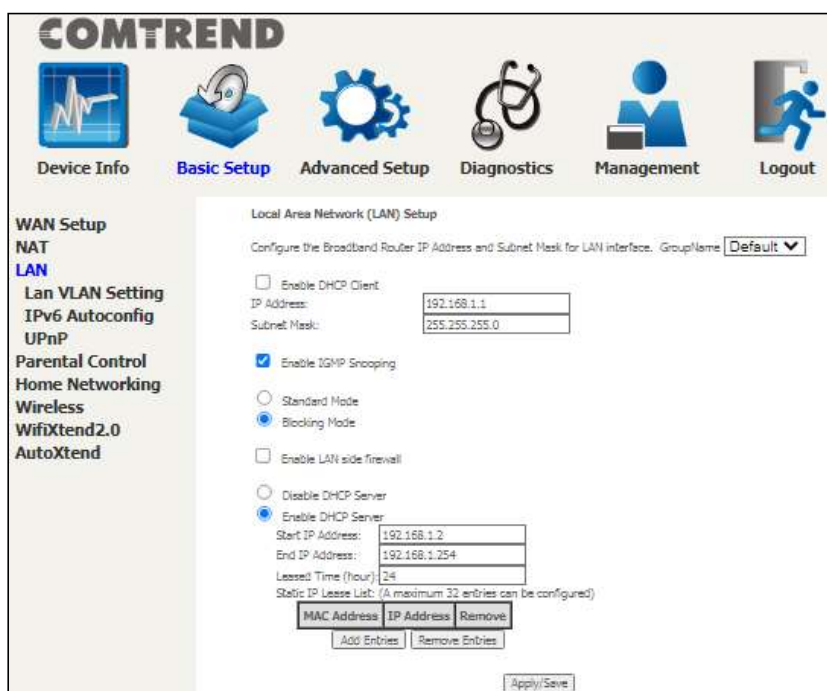 COMTREND
Device Info
Basic Setup
Advanced Setup
Diagnostics
Management
Logout
WAN Setup
NAT
LAN
Lan VLAN Setting
IPv6 Autoconfig
UPnP
Parental Control
Home Networking
Wireless
WifiXtend2.0
AutoXtend
Local Area Network (LAN) Setup
Configure the Broadband Router IP Address and Subnet Mask for LAN interface. GroupName Default
Enable DHCP Client
IP Address: 192.168.1.1
Subnet Mask: 255.255.255.0
Enable IGMP Snooping
Standard Mode
Blocking Mode
Enable LAN side firewall
Disable DHCP Server
Enable DHCP Server
Start IP Address: 192.168.1.2
End IP Address: 192.168.1.254
Leased Time (hour): 24
Static IP Lease List: (A maximum 32 entries can be configured)
MAC Address IP Address Remove
Add Entries Remove Entries
Apply/Save